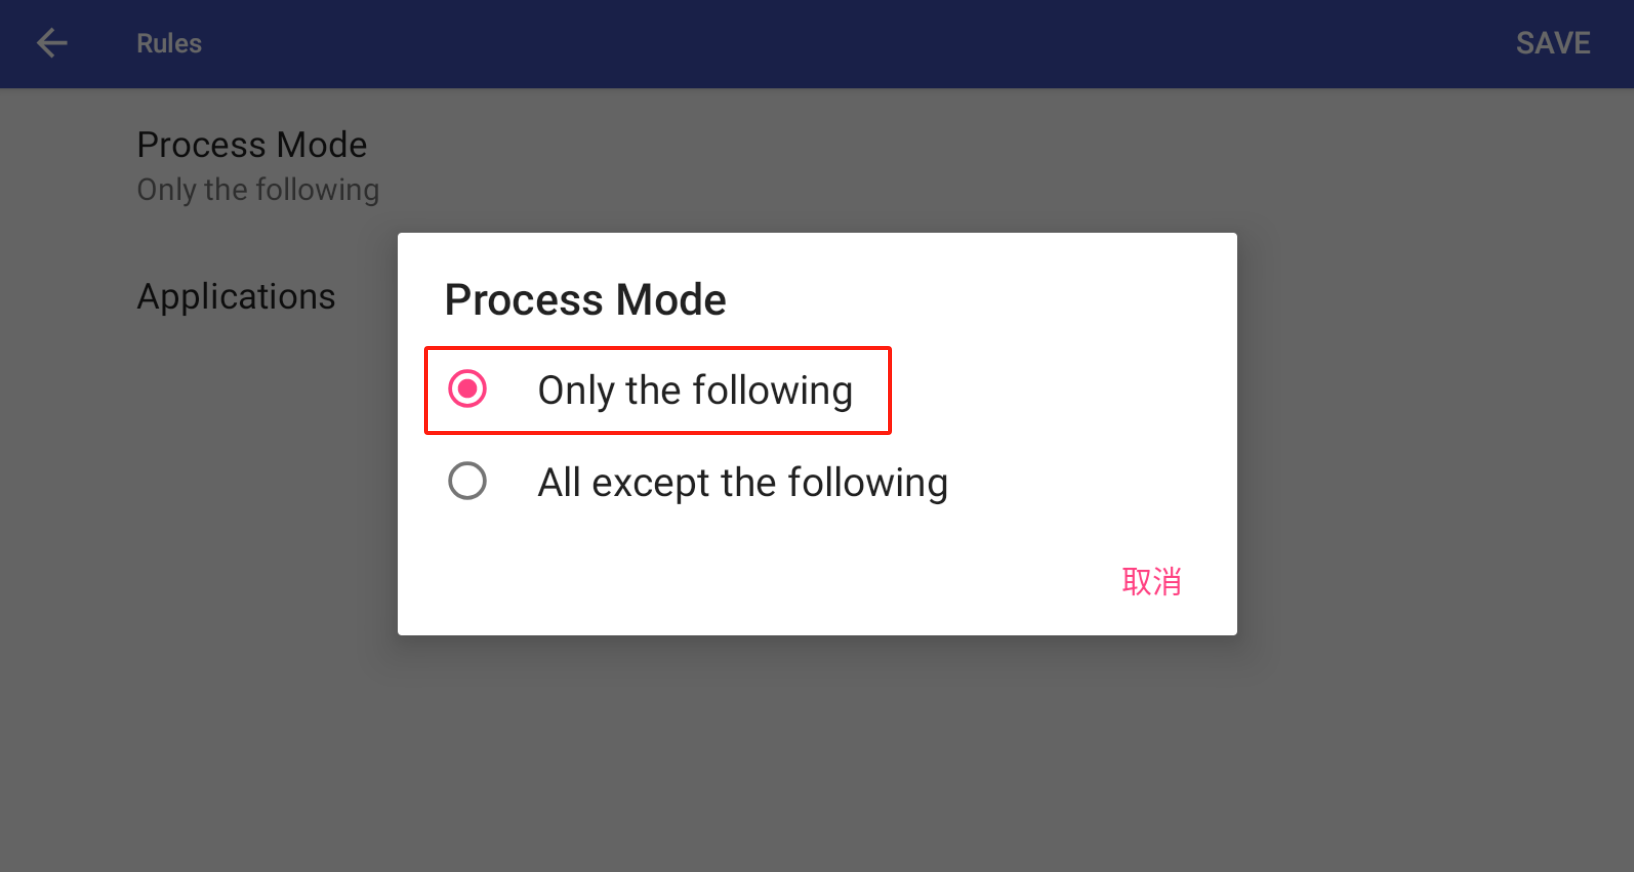 Rules
SAVE
Process Mode
Only the following
Applications
Process Mode
Only the following
All except the following
取消